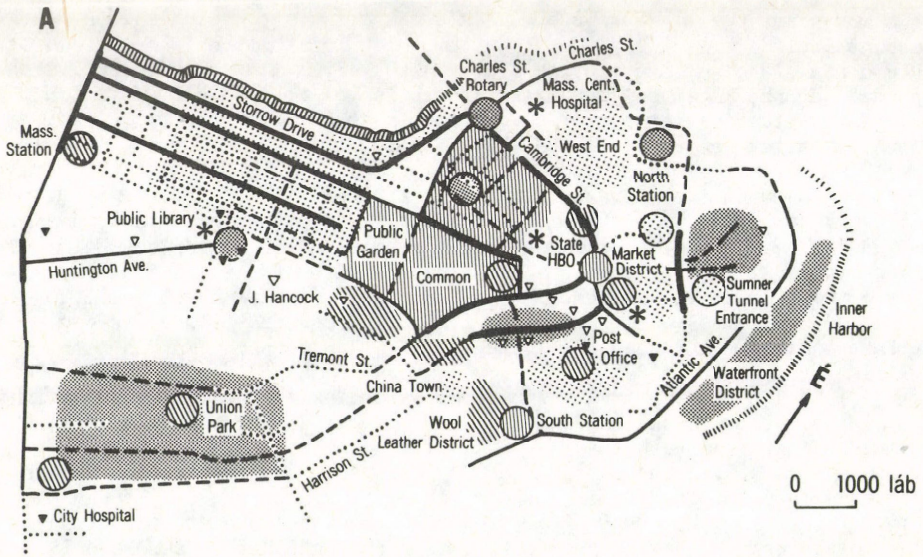 A
Charles St.
Charles St.
Rotary
Mass. Cent.
Hospital
Storrow Drive
Mass.
Station
West End
Cambridge St.
North
Station
Public Library
Public
Garden
State
HBO
Market
District
Huntington Ave.
Common
J. Hancock
Sumner
Tunnel
Entrance
Inner
Harbor
Post
Office
Atlantic Ave.
Waterfront
District
É
Tremont St.
China Town
Union
Park
Wool
Leather District
South Station
Harrison St.
0 1000 láb
City Hospital